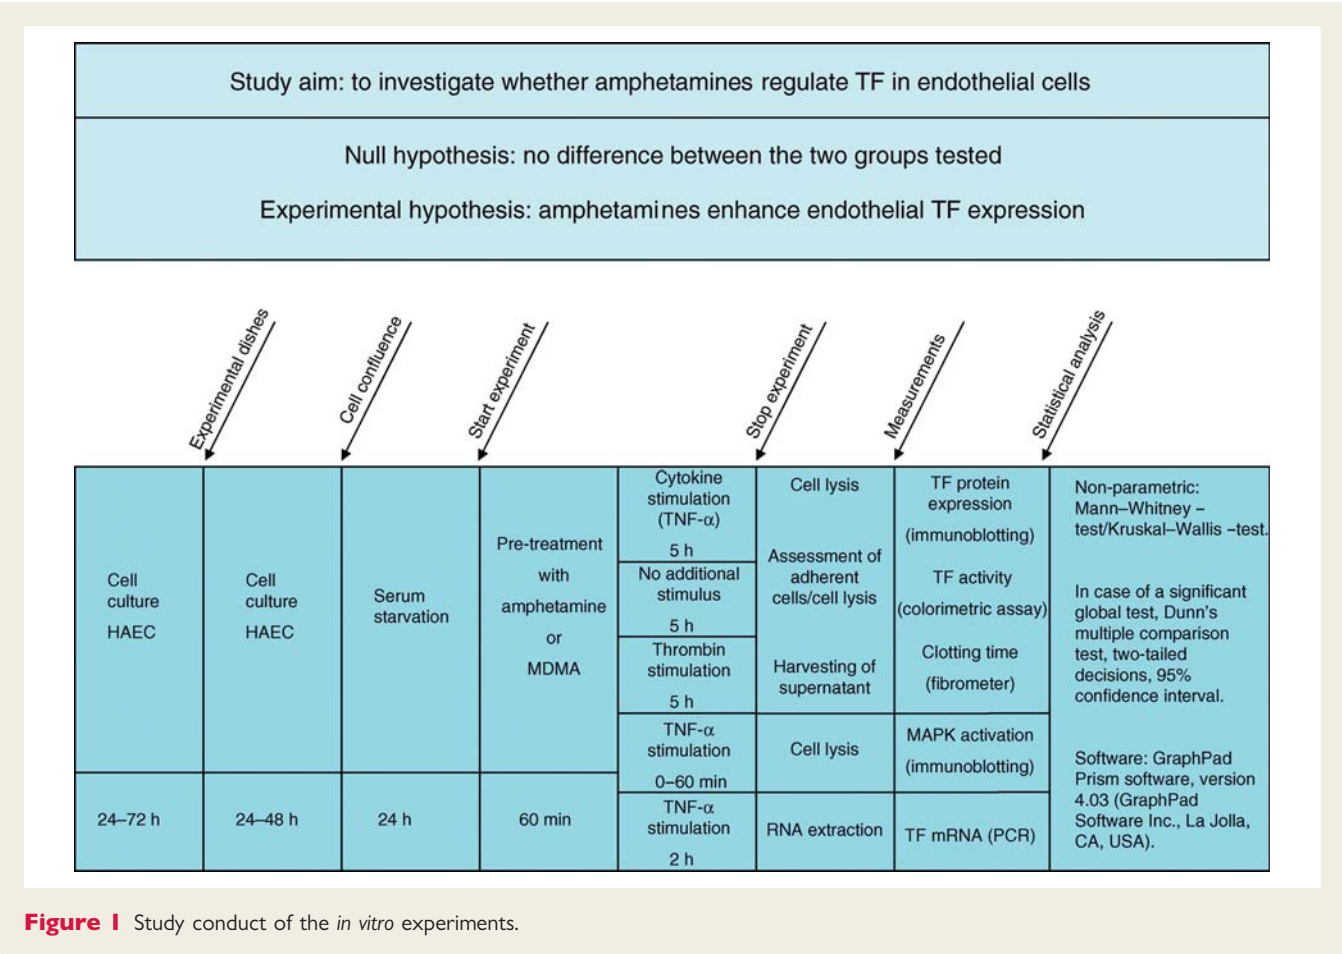 Study aim: to investigate whether amphetamines regulate TF in endothelial cells
Null hypothesis: no difference between the two groups tested
Experimental hypothesis: amphetamines enhance endothelial TF expression
Experimental dishes
Cell confluence
Start experiment
Stop experiment
Measurements
Statistical analysis
Cell
culture
HAEC
24–72 h
Cell
culture
HAEC
24–48 h
Serum
starvation
24 h
Pre-treatment
with
amphetamine
or
MDMA
60 min
Cytokine
stimulation
(TNF-α)
5 h
No additional
stimulus
5 h
Thrombin
stimulation
5 h
TNF-α
stimulation
0–60 min
TNF-α
stimulation
2 h
Cell lysis
Assessment of
adherent
cells/cell lysis
Harvesting of
supernatant
Cell lysis
RNA extraction
TF protein
expression
(immunoblotting)
TF activity
(colorimetric assay)
Clotting time
(fibrometer)
MAPK activation
(immunoblotting)
TF mRNA (PCR)
Non-parametric:
Mann–Whitney –
test/Kruskal–Wallis –test.
In case of a significant
global test, Dunn's
multiple comparison
test, two-tailed
decisions, 95%
confidence interval.
Software: GraphPad
Prism software, version
4.03 (GraphPad
Software Inc., La Jolla,
CA, USA).
Figure 1 Study conduct of the in vitro experiments.